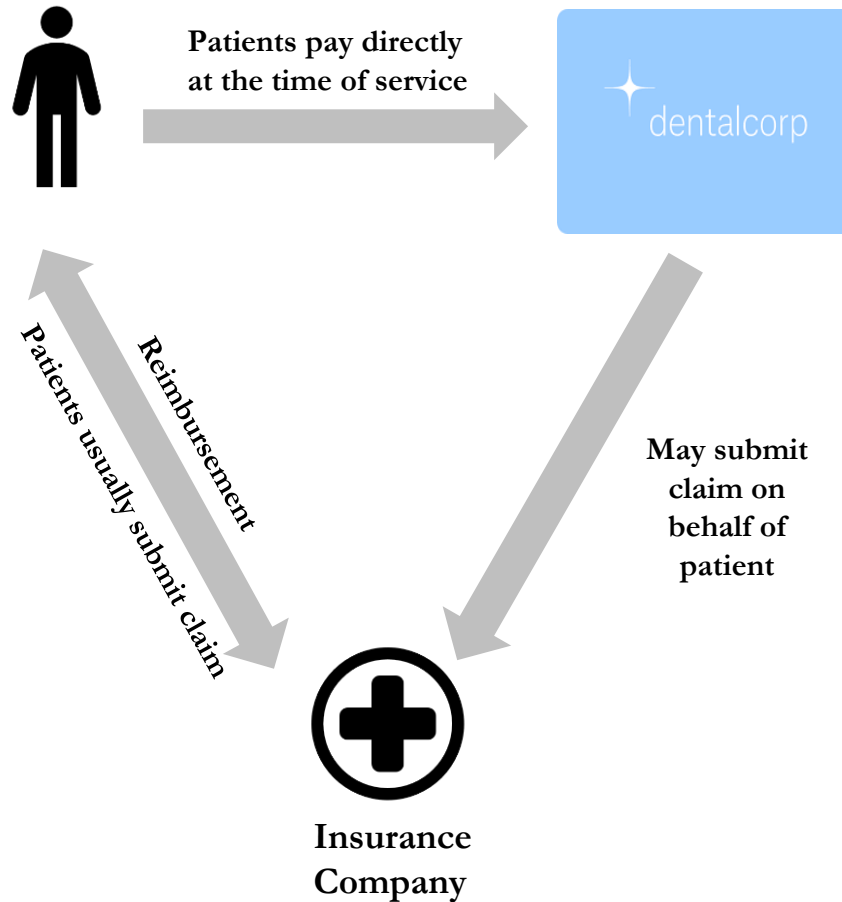 Patients pay directly
at the time of service
dentalcorp
Reimbursement
Patients usually submit claim
May submit
claim on
behalf of
patient
Insurance
Company